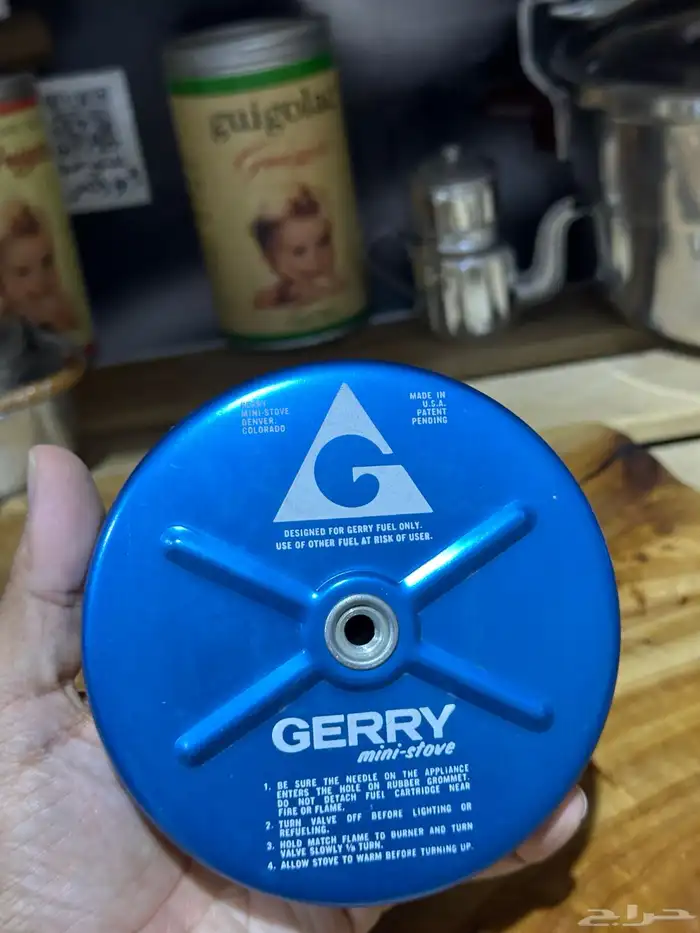 guigolac
MINI-STOVE
DENVER,
COLORADO
MADE IN
U.S.A.
PATENT
PENDING
G
DESIGNED FOR GERRY FUEL ONLY.
USE OF OTHER FUEL AT RISK OF USER.
GERRY
mini-stove
1. BE SURE THE NEEDLE ON THE APPLIANCE
ENTERS THE HOLE ON RUBBER GROMMET.
DO NOT DETACH FUEL CARTRIDGE NEAR
FIRE OR FLAME.
2. TURN VALVE OFF BEFORE LIGHTING OR
REFUELING.
3. HOLD MATCH FLAME TO BURNER AND TURN
VALVE SLOWLY ⅛ TURN.
4. ALLOW STOVE TO WARM BEFORE TURNING UP.
حراج